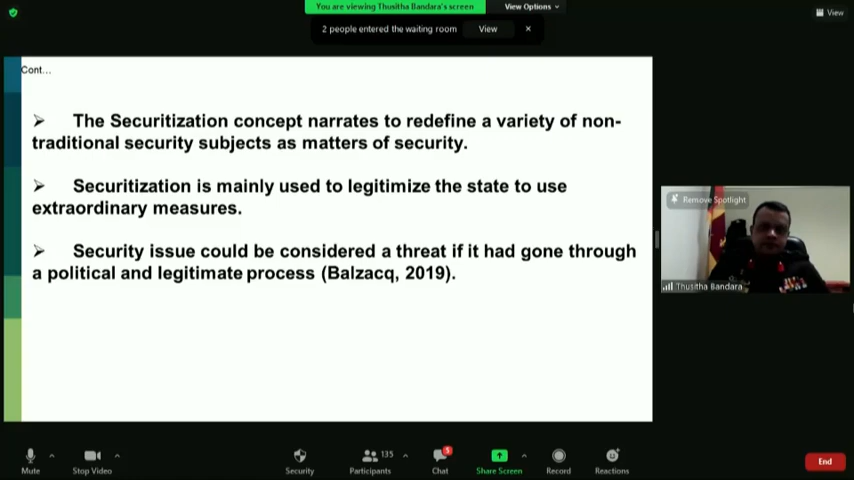 You are viewing Thusitha Bandara's screen
View Options
View
2 people entered the waiting room
View
Cont...
➢ The Securitization concept narrates to redefine a variety of non-
traditional security subjects as matters of security.
➢ Securitization is mainly used to legitimize the state to use
extraordinary measures.
➢ Security issue could be considered a threat if it had gone through
a political and legitimate process (Balzacq, 2019).
Remove Spotlight
Thusitha Bandara
135
5
Mute
Stop Video
Security
Participants
Chat
Share Screen
Record
Reactions
End